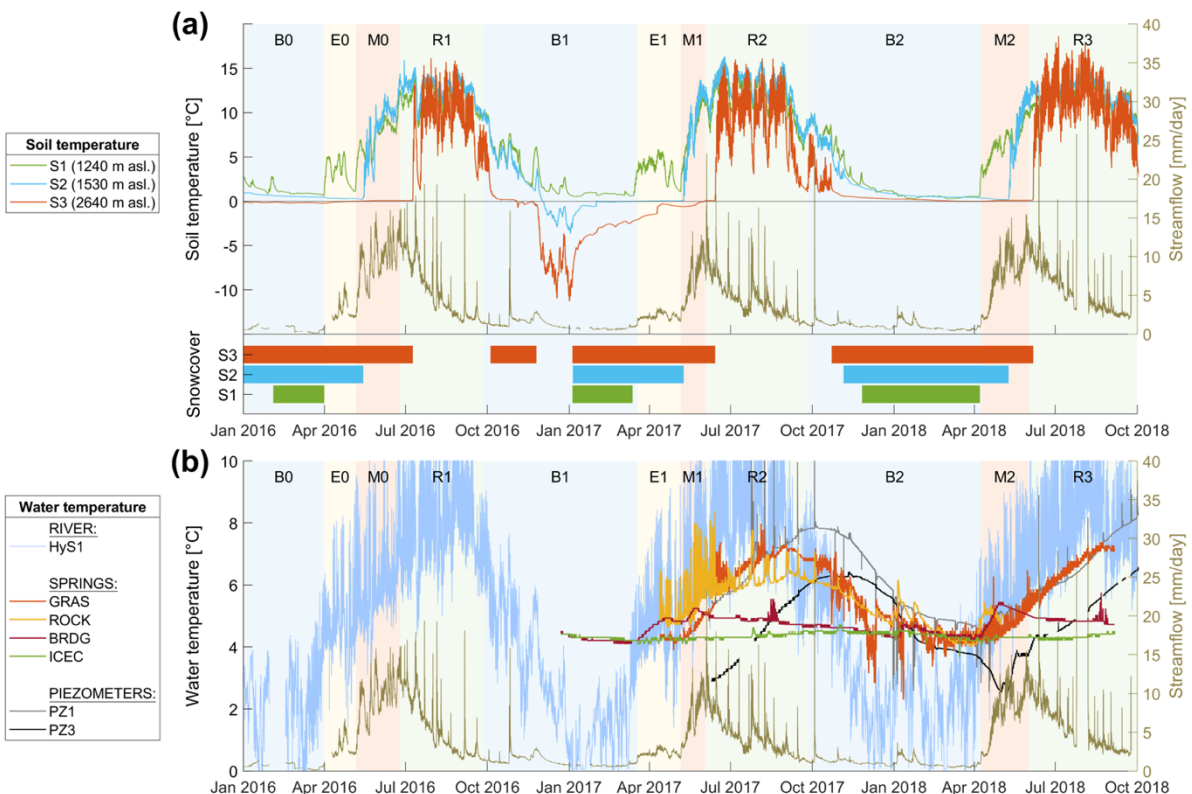 (a)
B0 E0 M0 R1 B1 E1 M1 R2 B2 M2 R3
Soil temperature
S1 (1240 m asl.)
S2 (1530 m asl.)
S3 (2640 m asl.)
Soil temperature [°C]
15
10
5
0
-5
-10
Streamflow [mm/day]
40
35
30
25
20
15
10
5
0
Snowcover
S3
S2
S1
Jan 2016 Apr 2016 Jul 2016 Oct 2016 Jan 2017 Apr 2017 Jul 2017 Oct 2017 Jan 2018 Apr 2018 Jul 2018 Oct 2018
(b)
B0 E0 M0 R1 B1 E1 M1 R2 B2 M2 R3
Water temperature
RIVER:
HyS1
SPRINGS:
GRAS
ROCK
BRDG
ICEC
PIEZOMETERS:
PZ1
PZ3
Water temperature [°C]
10
8
6
4
2
0
Streamflow [mm/day]
40
35
30
25
20
15
10
5
0
Jan 2016 Apr 2016 Jul 2016 Oct 2016 Jan 2017 Apr 2017 Jul 2017 Oct 2017 Jan 2018 Apr 2018 Jul 2018 Oct 2018